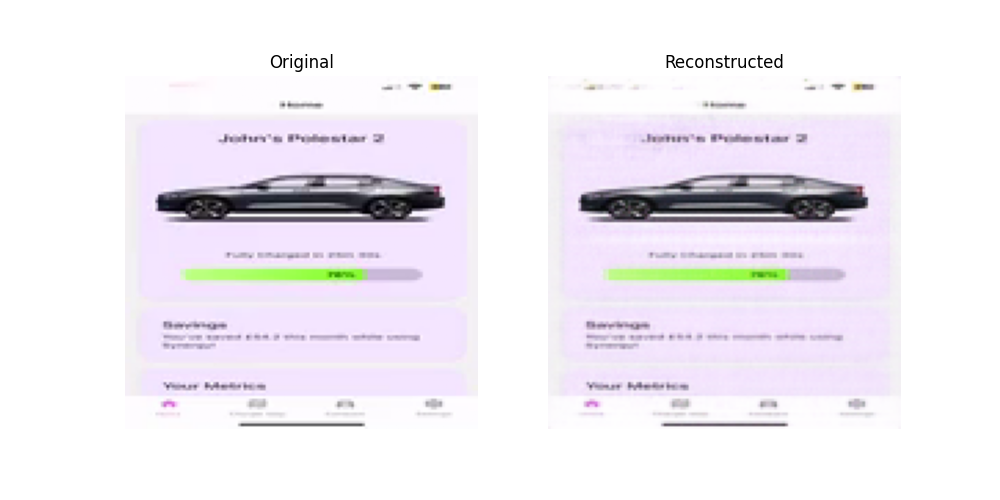 Original
Reconstructed
Home
John's Polestar 2
Fully Charged in
Savings
You've saved £54.2 this month while using
Synergy!
Your Metrics
Home
John's Polestar 2
Fully Charged in
Savings
You've saved £54.2 this month while using
Synergy!
Your Metrics